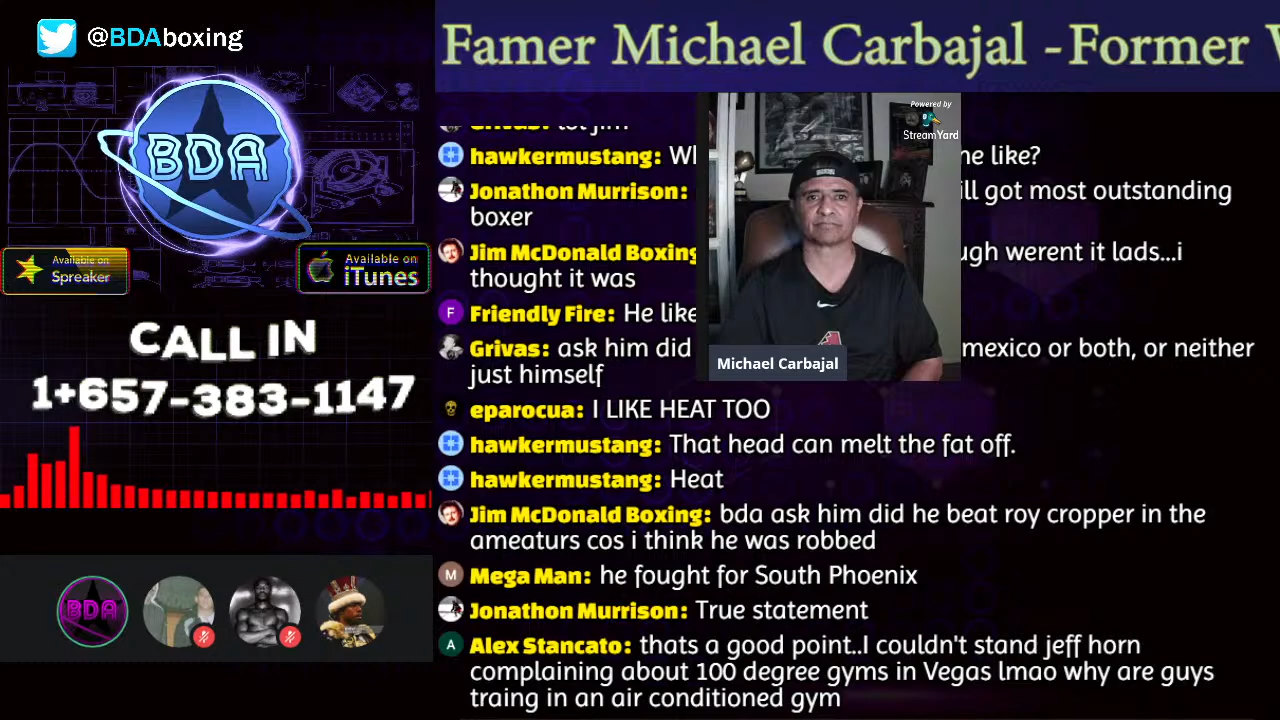 @BDAboxing
BDA
Available on
Spreaker
Available on
iTunes
CALL IN
1+657-383-1147
BDA
Famer Michael Carbajal -Former
Powered by
StreamYard
Michael Carbajal
Grivas: lol jim
hawkermustang: ne like?
Jonathon Murrison: ill got most outstanding
boxer
Jim McDonald Boxing ugh werent it lads...i
thought it was
F Friendly Fire: He like
Grivas: ask him did mexico or both, or neither
just himself
eparocua: I LIKE HEAT TOO
hawkermustang: That head can melt the fat off.
hawkermustang: Heat
Jim McDonald Boxing: bda ask him did he beat roy cropper in the
ameaturs cos i think he was robbed
M Mega Man: he fought for South Phoenix
Jonathon Murrison: True statement
A Alex Stancato: thats a good point..I couldn't stand jeff horn
complaining about 100 degree gyms in Vegas lmao why are guys
traing in an air conditioned gym